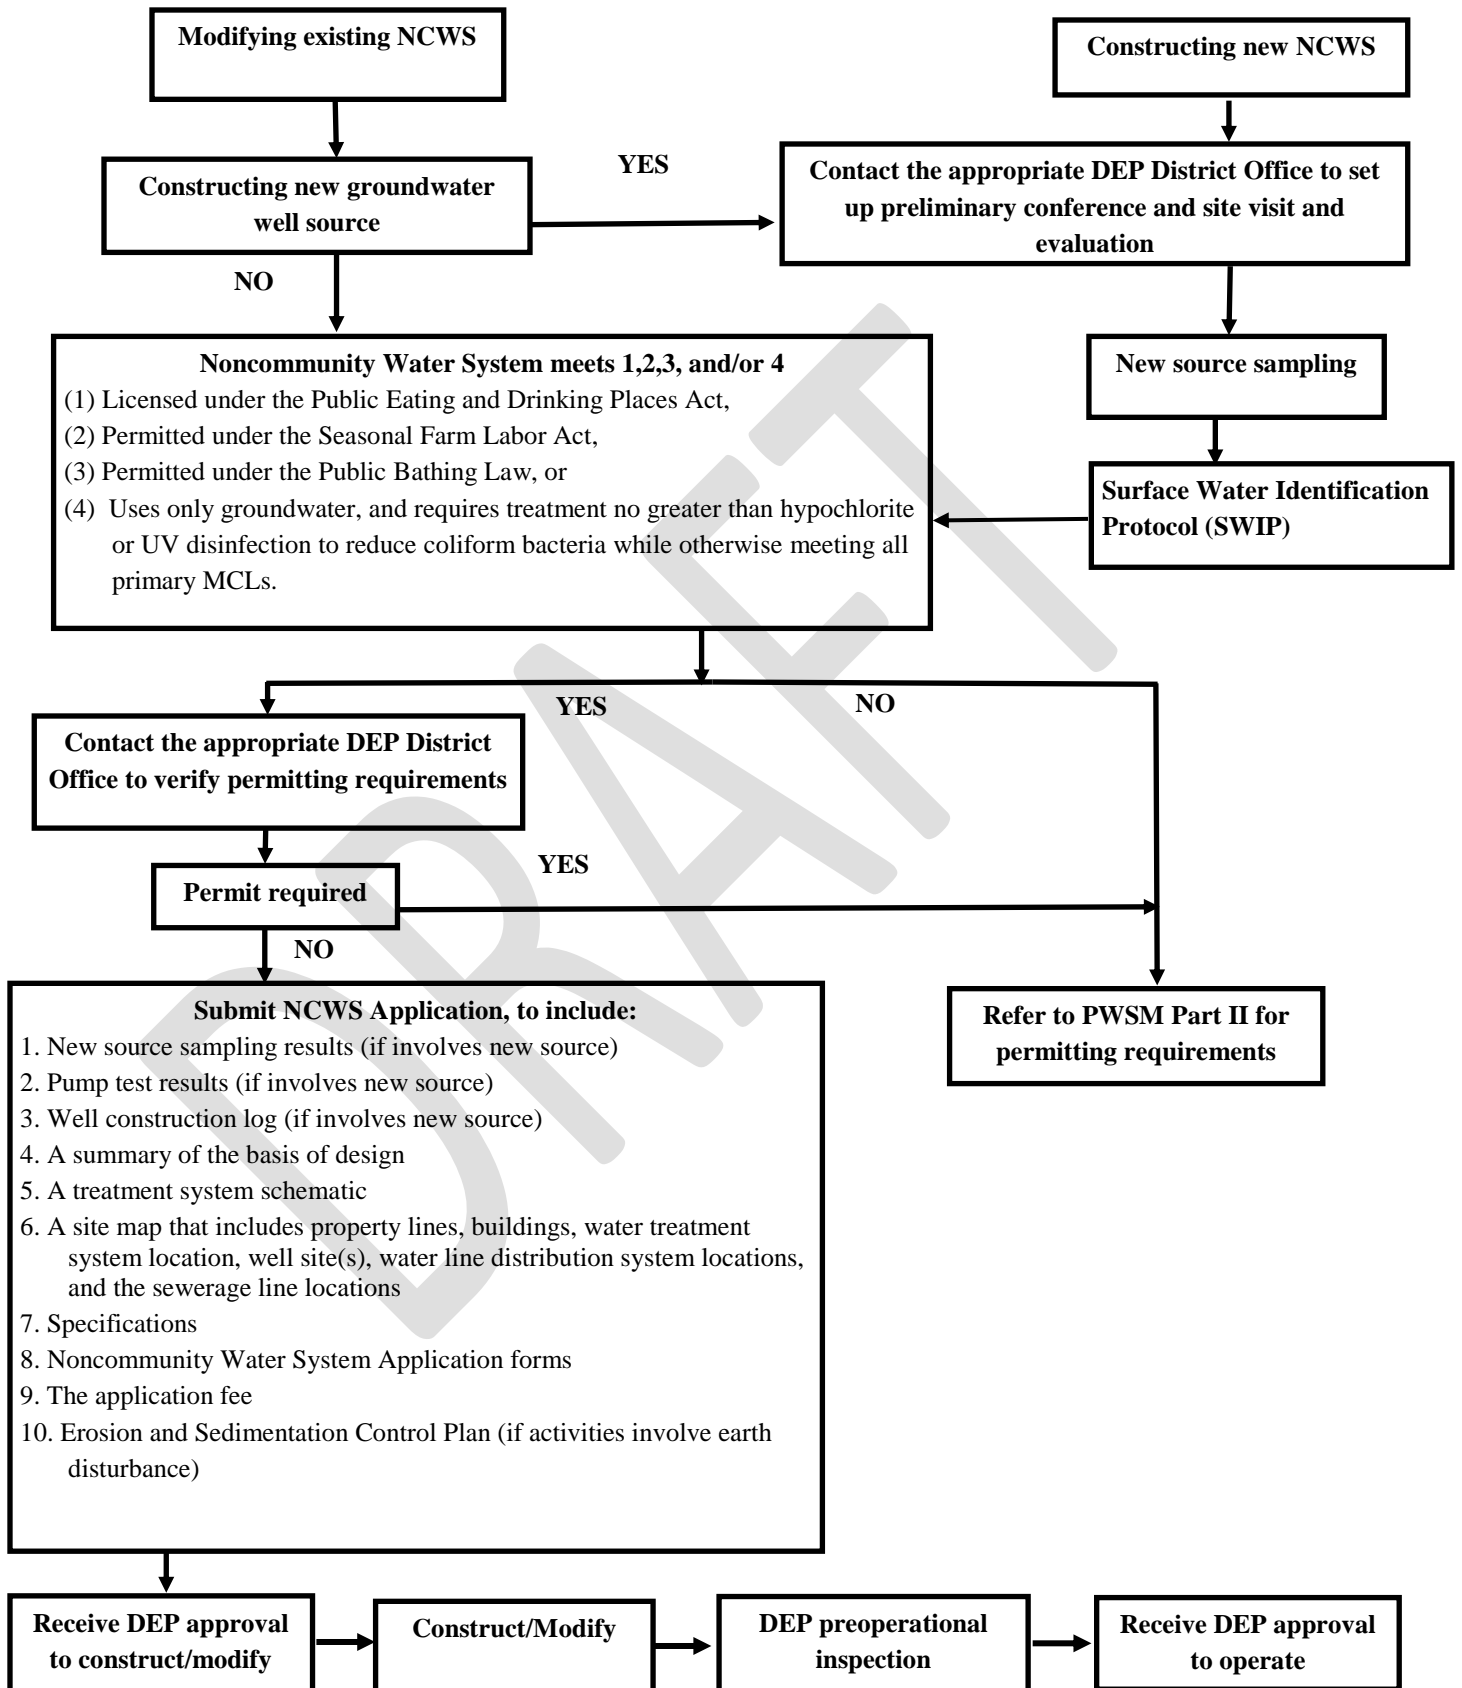 Modifying existing NCWS
Constructing new NCWS
Constructing new groundwater
well source
YES
Contact the appropriate DEP District Office to set
up preliminary conference and site visit and
evaluation
NO
Noncommunity Water System meets 1,2,3, and/or 4
(1) Licensed under the Public Eating and Drinking Places Act,
(2) Permitted under the Seasonal Farm Labor Act,
(3) Permitted under the Public Bathing Law, or
(4) Uses only groundwater, and requires treatment no greater than hypochlorite
or UV disinfection to reduce coliform bacteria while otherwise meeting all
primary MCLs.
New source sampling
Surface Water Identification
Protocol (SWIP)
YES
NO
Contact the appropriate DEP District
Office to verify permitting requirements
Permit required
YES
NO
Submit NCWS Application, to include:
1. New source sampling results (if involves new source)
2. Pump test results (if involves new source)
3. Well construction log (if involves new source)
4. A summary of the basis of design
5. A treatment system schematic
6. A site map that includes property lines, buildings, water treatment
system location, well site(s), water line distribution system locations,
and the sewerage line locations
7. Specifications
8. Noncommunity Water System Application forms
9. The application fee
10. Erosion and Sedimentation Control Plan (if activities involve earth
disturbance)
Refer to PWSM Part II for
permitting requirements
Receive DEP approval
to construct/modify
Construct/Modify
DEP preoperational
inspection
Receive DEP approval
to operate
DRAFT